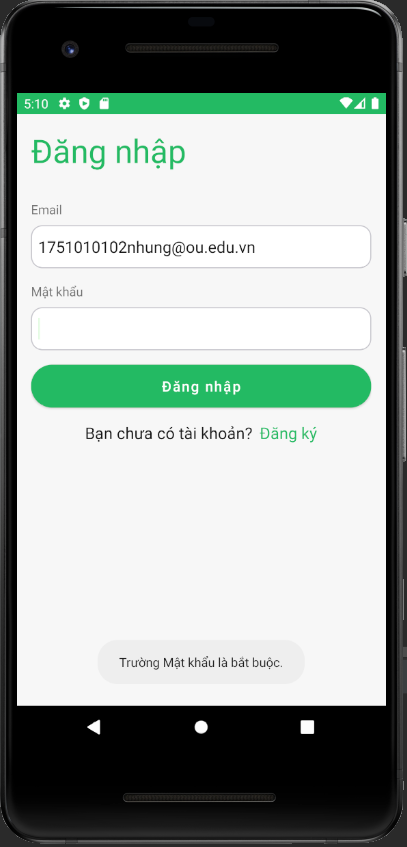 5:10
Đăng nhập
Email
1751010102nhung@ou.edu.vn
Mật khẩu
Đăng nhập
Bạn chưa có tài khoản? Đăng ký
Trường Mật khẩu là bắt buộc.